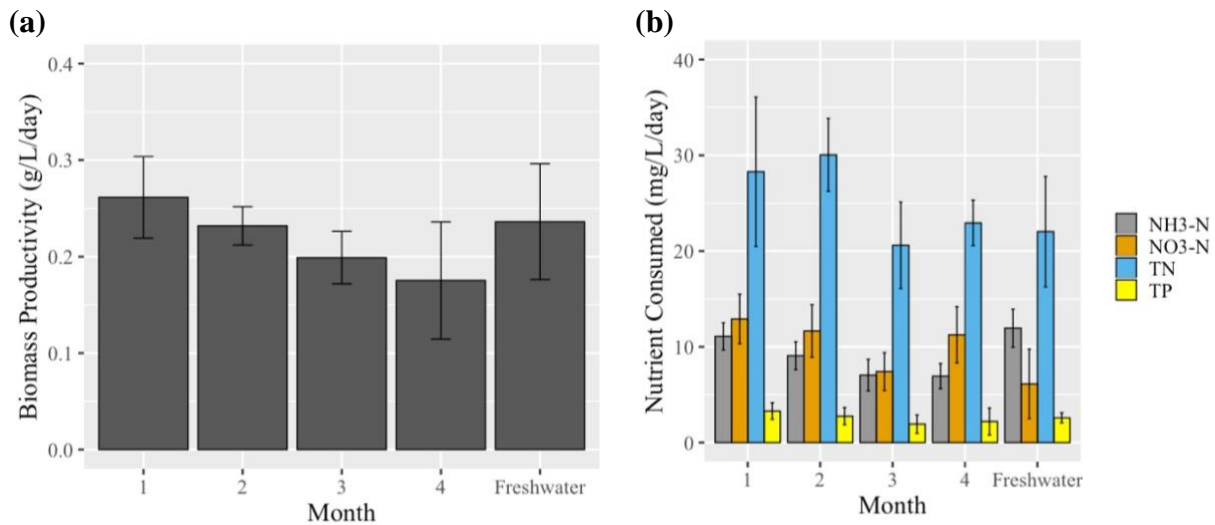 (a)
Biomass Productivity (g/L/day)
0.4
0.3
0.2
0.1
0.0
1 2 3 4 Freshwater
Month
(b)
Nutrient Consumed (mg/L/day)
40
30
20
10
0
1 2 3 4 Freshwater
Month
NH3-N
NO3-N
TN
TP